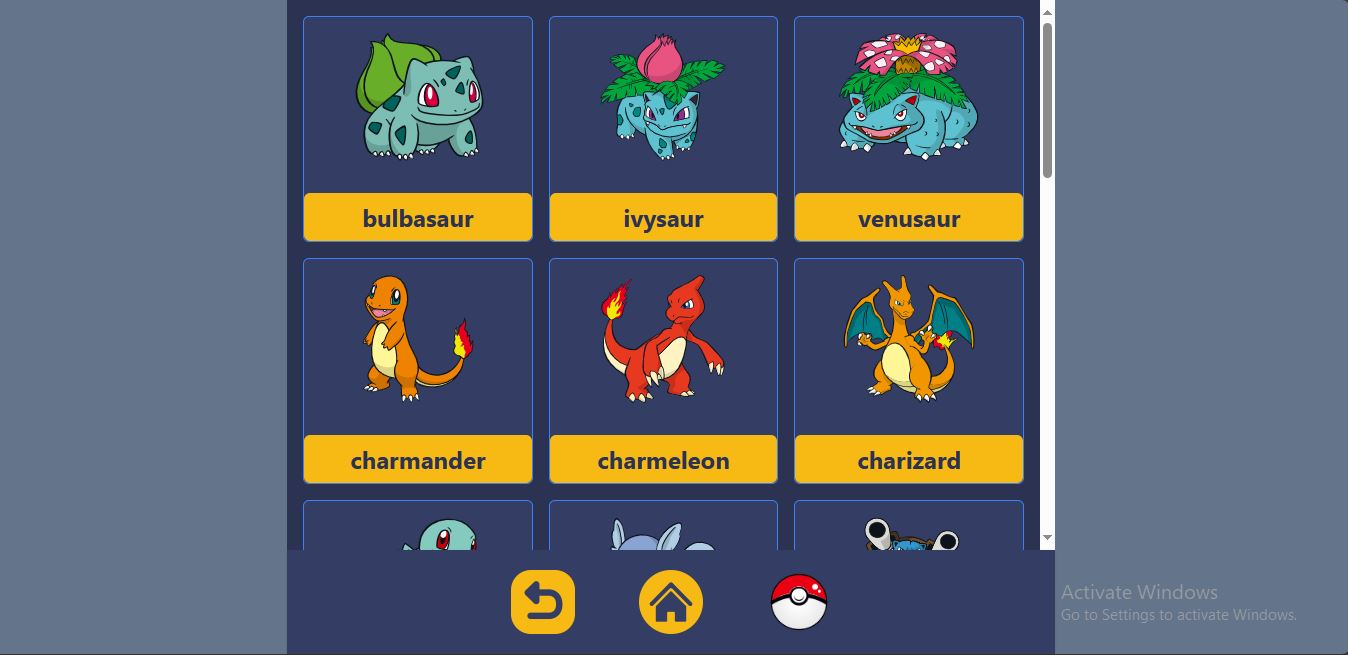 bulbasaur
ivysaur
venusaur
charmander
charmeleon
charizard
Activate Windows
Go to Settings to activate Windows.